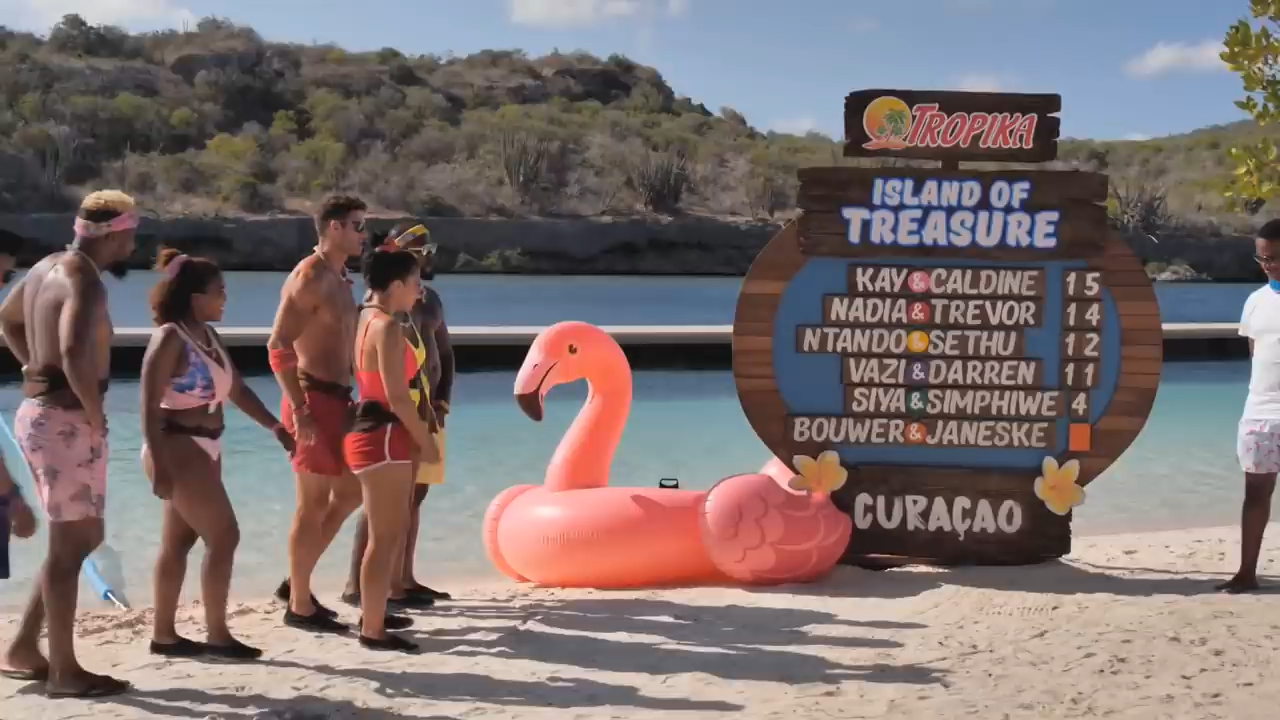 TROPIKA
ISLAND OF
TREASURE
KAY & CALDINE 15
NADIA & TREVOR 14
NTANDO & SETHU 12
VAZI & DARREN 11
SIYA & SIMPHIWE 4
BOUWER & JANESKE
CURAÇAO